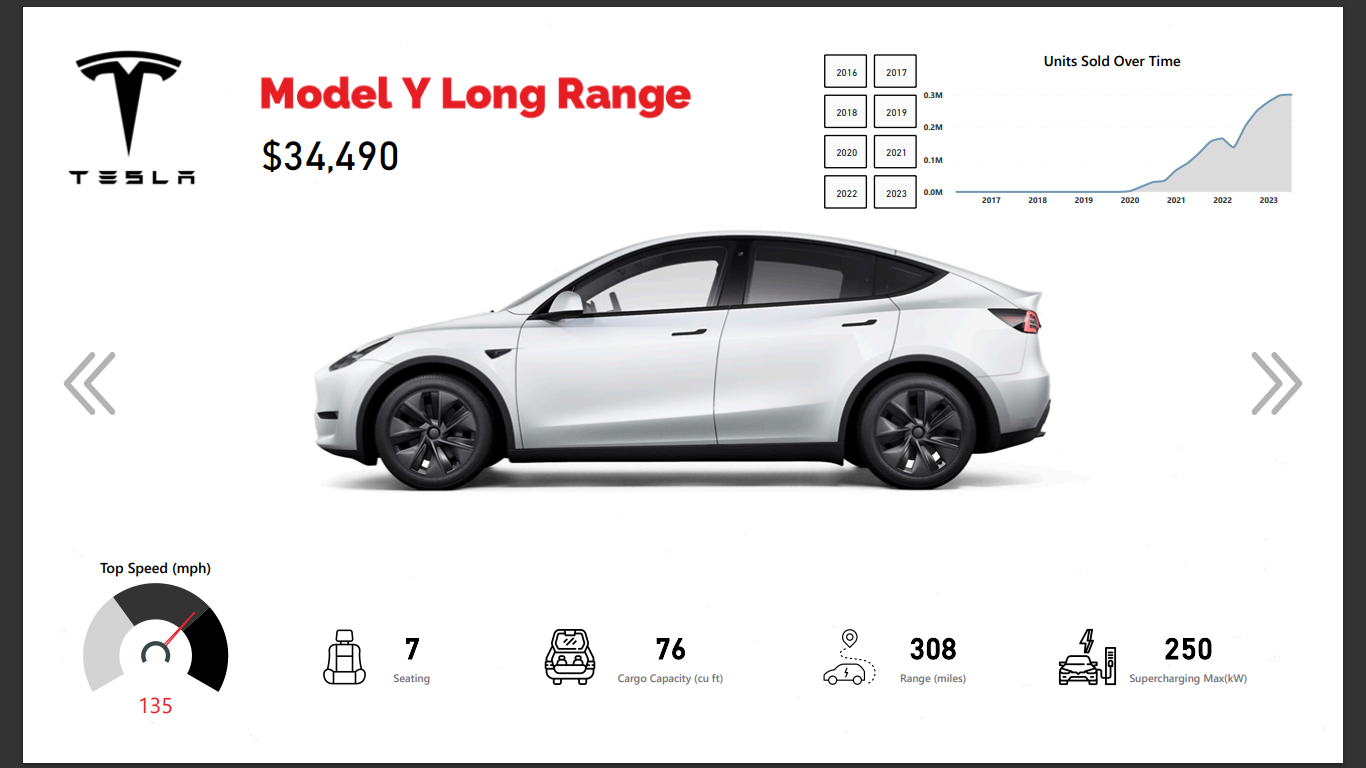 TESLA
Model Y Long Range
$34,490
2016 2017
2018 2019
2020 2021
2022 2023
Units Sold Over Time
0.3M
0.2M
0.1M
0.0M
2017 2018 2019 2020 2021 2022 2023
Top Speed (mph)
135
7
Seating
76
Cargo Capacity (cu ft)
308
Range (miles)
250
Supercharging Max(kW)